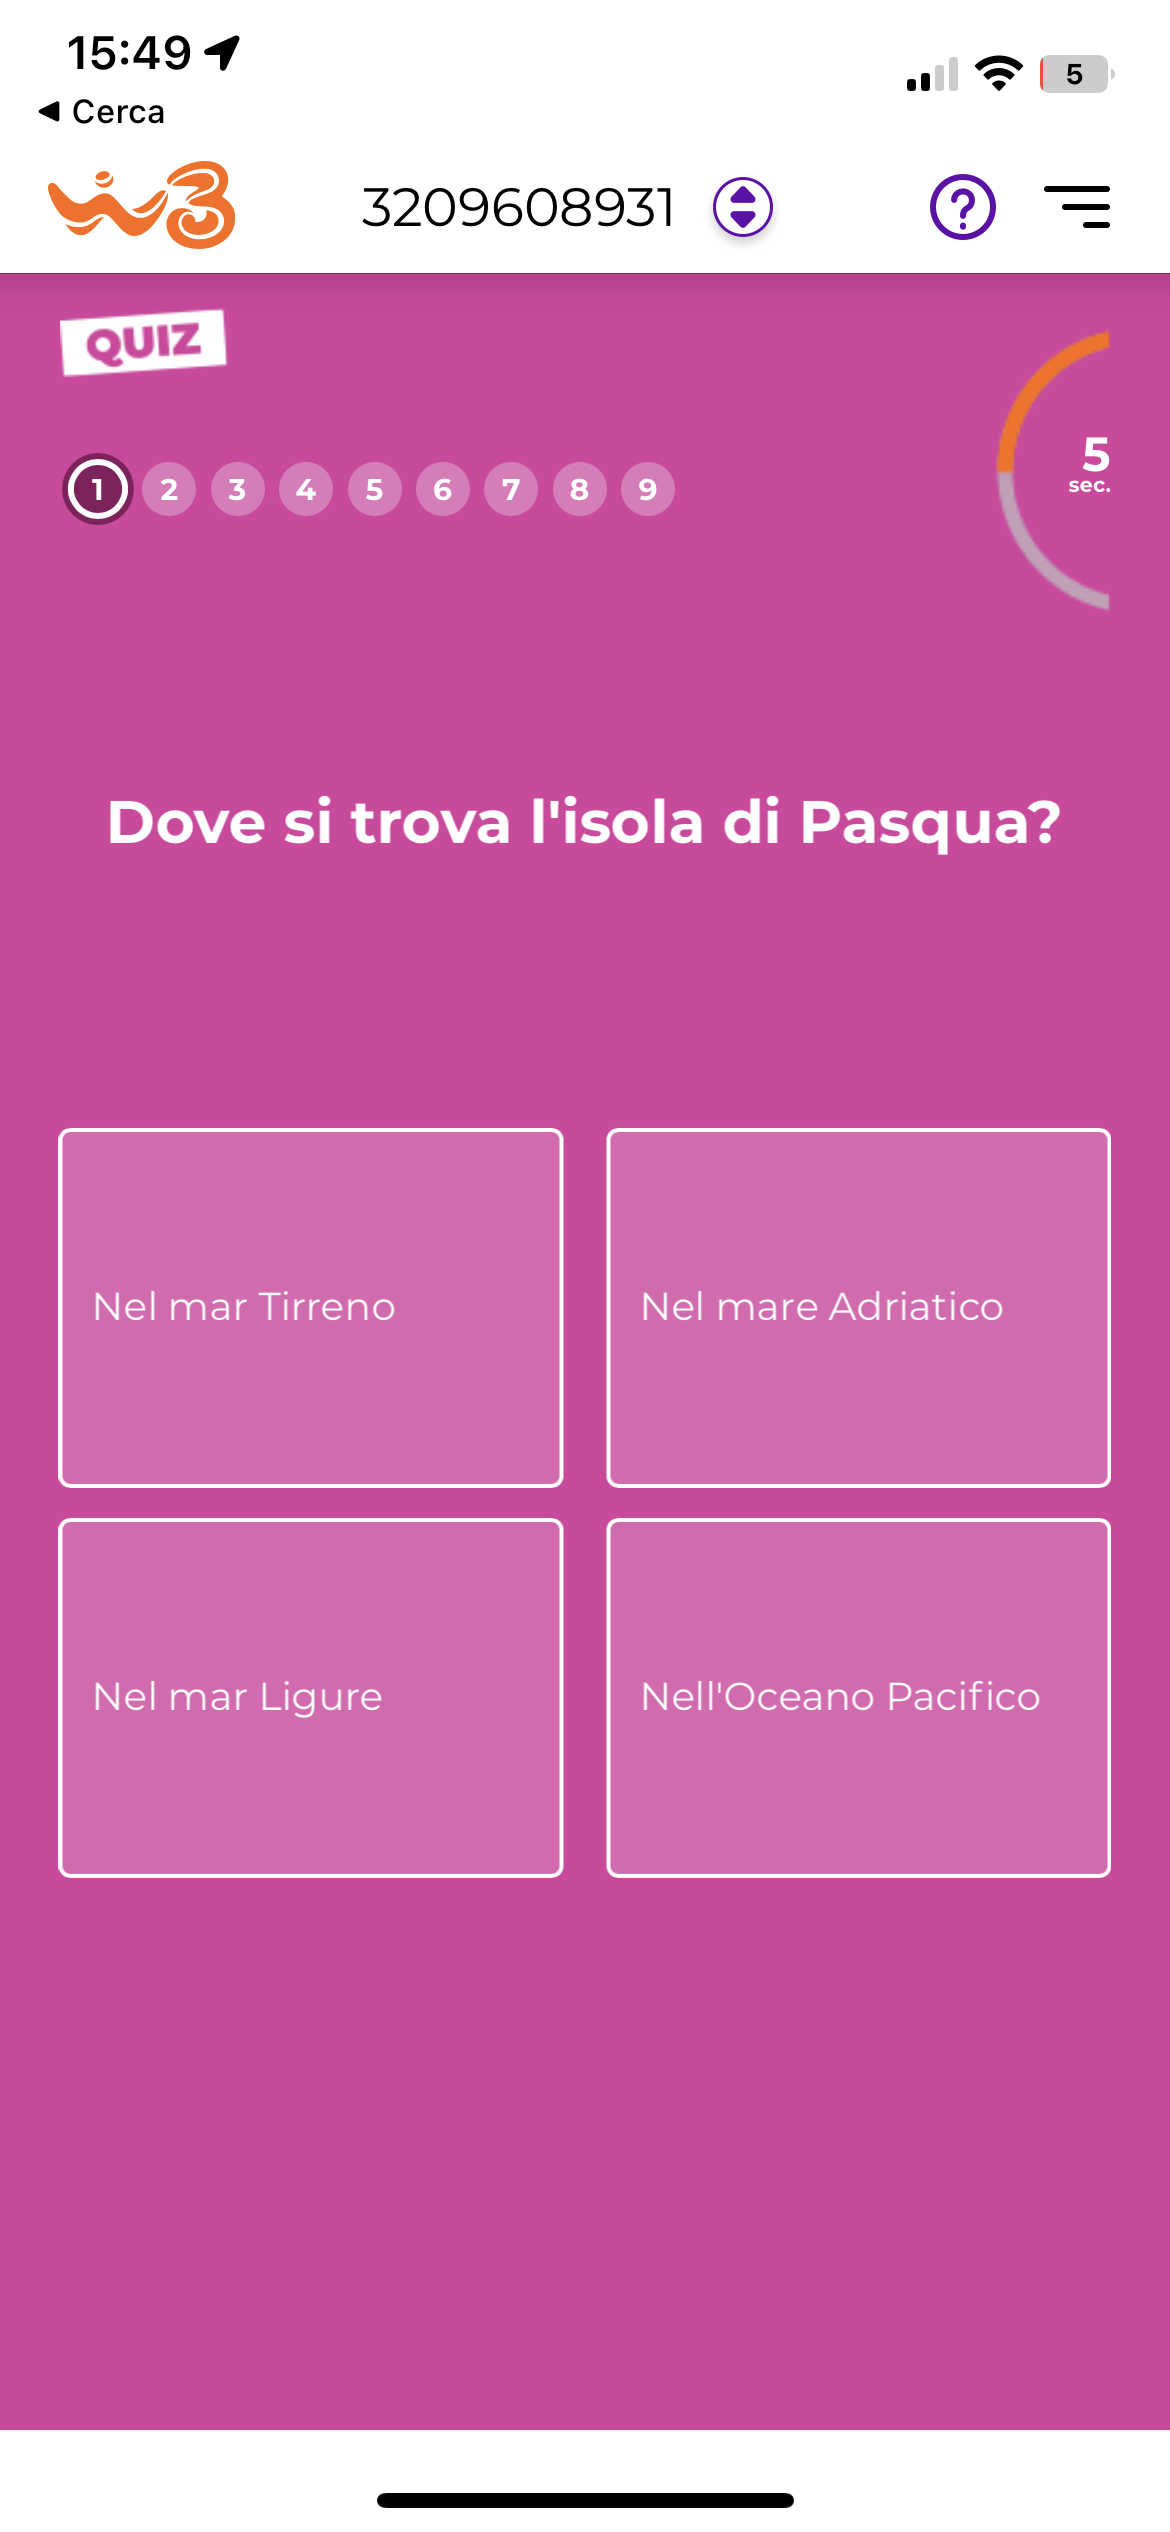 15:49
◀ Cerca
5
W3
3209608931
?
QUIZ
5
sec.
1 2 3 4 5 6 7 8 9
Dove si trova l'isola di Pasqua?
Nel mar Tirreno
Nel mare Adriatico
Nel mar Ligure
Nell'Oceano Pacifico